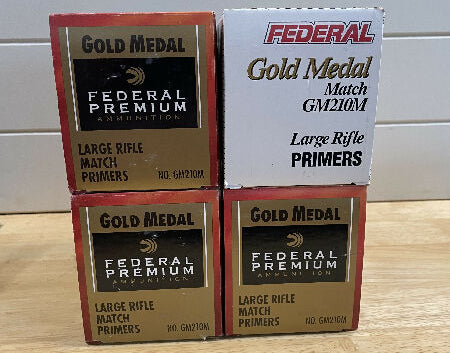 GOLD MEDAL
FEDERAL
PREMIUM
AMMUNITION
LARGE RIFLE
MATCH
PRIMERS
NO. GM210M
FEDERAL
Gold Medal
Match
GM210M
Large Rifle
PRIMERS
GOLD MEDAL
FEDERAL
PREMIUM
AMMUNITION
LARGE RIFLE
MATCH
PRIMERS
NO. GM210M
GOLD MEDAL
FEDERAL
PREMIUM
AMMUNITION
LARGE RIFLE
MATCH
PRIMERS
NO. GM210M